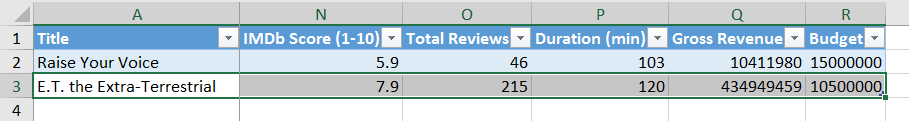 A N O P Q R
1 Title IMDb Score (1-10) Total Reviews Duration (min) Gross Revenue Budget
2 Raise Your Voice 5.9 46 103 10411980 15000000
3 E.T. the Extra-Terrestrial 7.9 215 120 434949459 10500000
4